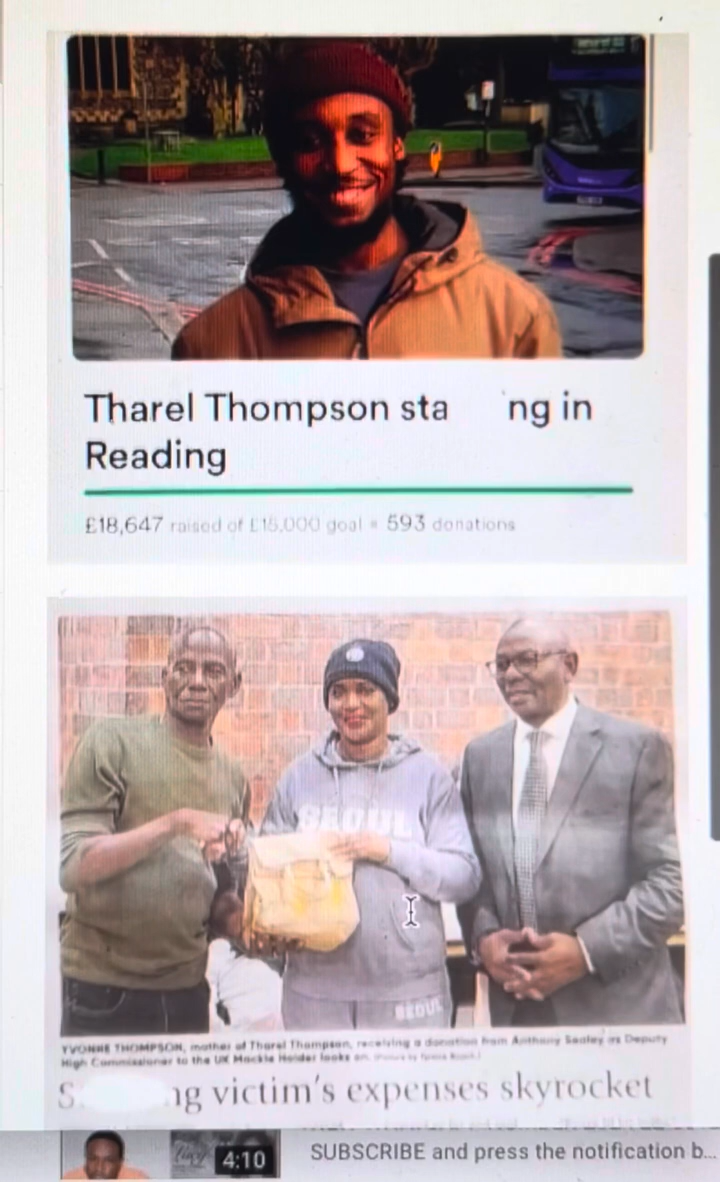 Tharel Thompson sta ng in
Reading
£18,647 raised of £15,000 goal • 593 donations
SEOUL
SEOUL
YVONNE THOMPSON, mother of Tharel Thompson, receiving a donation from Anthony Sealey as Deputy
High Commissioner to the UK Mackie Holder looks on.
S ng victim's expenses skyrocket
4:10
SUBSCRIBE and press the notification b...